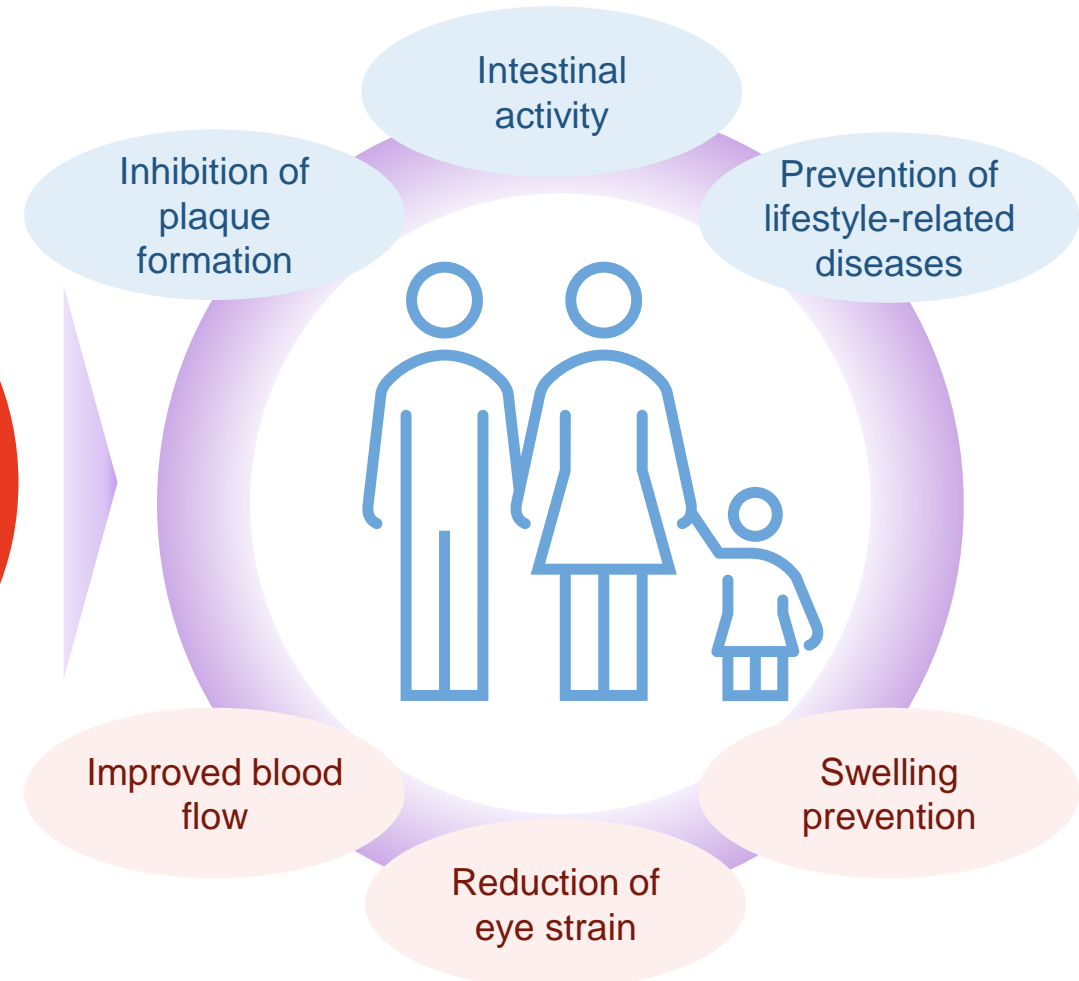 Intestinal
activity
Inhibition of
plaque
formation
Prevention of
lifestyle-related
diseases
Improved blood
flow
Swelling
prevention
Reduction of
eye strain